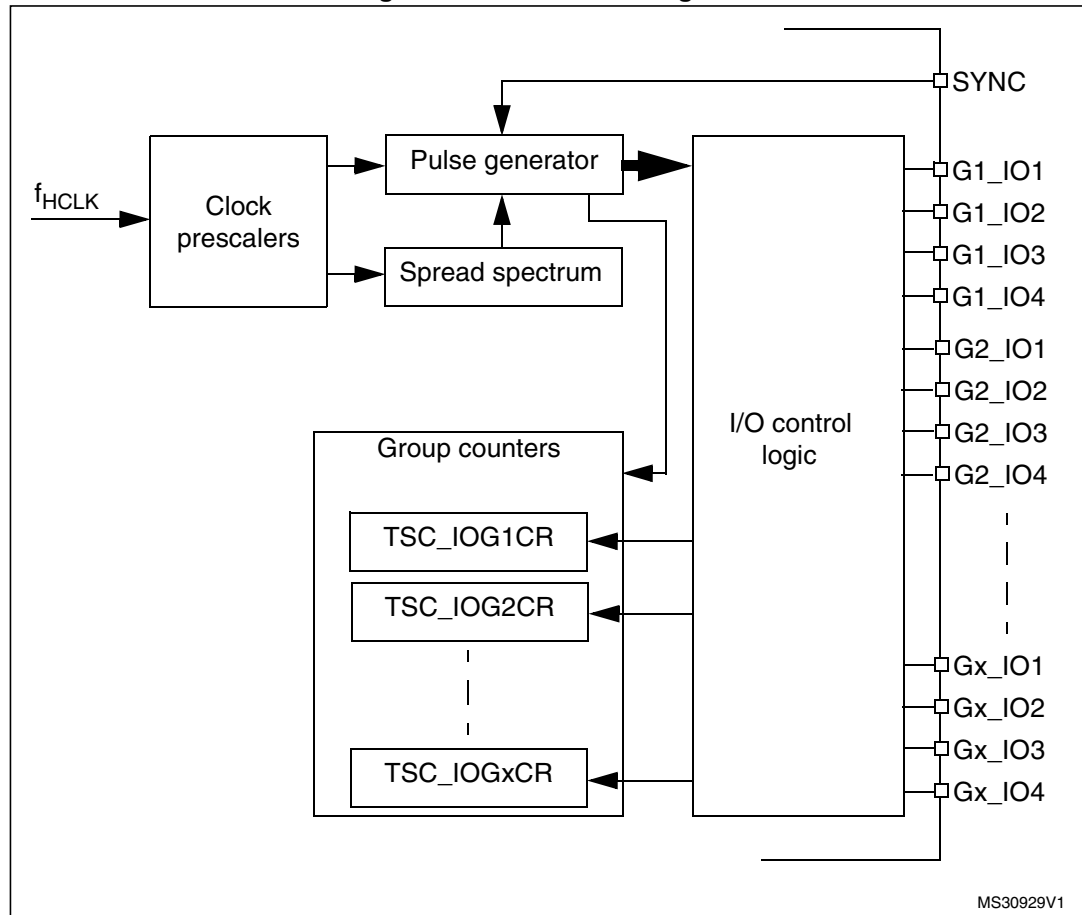 SYNC
Pulse generator
G1_IO1
fHCLK
Clock
prescalers
G1_IO2
G1_IO3
Spread spectrum
G1_IO4
G2_IO1
G2_IO2
I/O control
logic
G2_IO3
Group counters
G2_IO4
TSC_IOG1CR
TSC_IOG2CR
Gx_IO1
Gx_IO2
Gx_IO3
TSC_IOGxCR
Gx_IO4
MS30929V1